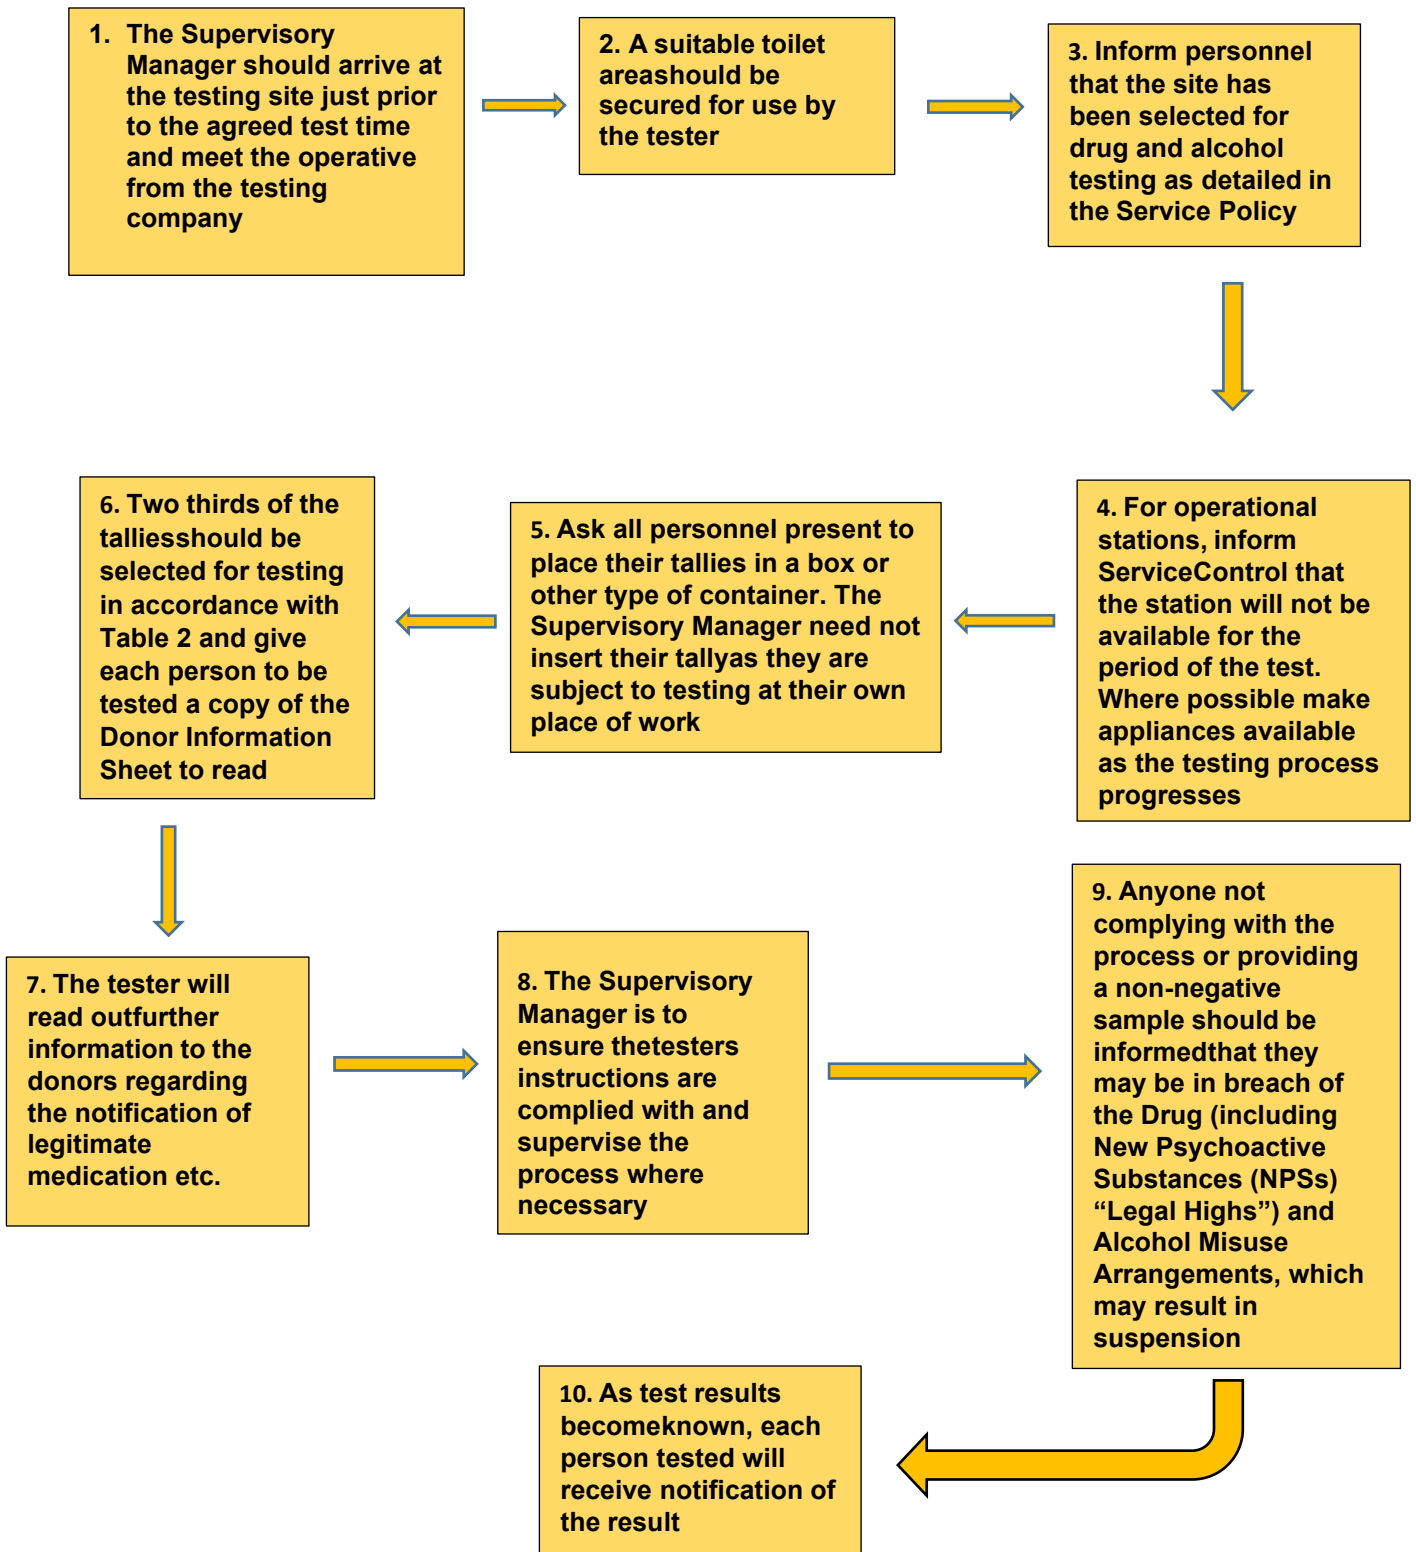 1. The Supervisory
Manager should arrive at
the testing site just prior
to the agreed test time
and meet the operative
from the testing
company
2. A suitable toilet
areashould be
secured for use by
the tester
3. Inform personnel
that the site has
been selected for
drug and alcohol
testing as detailed in
the Service Policy
4. For operational
stations, inform
ServiceControl that
the station will not be
available for the
period of the test.
Where possible make
appliances available
as the testing process
progresses
5. Ask all personnel present to
place their tallies in a box or
other type of container. The
Supervisory Manager need not
insert their tallyas they are
subject to testing at their own
place of work
6. Two thirds of the
talliesshould be
selected for testing
in accordance with
Table 2 and give
each person to be
tested a copy of the
Donor Information
Sheet to read
7. The tester will
read outfurther
information to the
donors regarding
the notification of
legitimate
medication etc.
8. The Supervisory
Manager is to
ensure thetesters
instructions are
complied with and
supervise the
process where
necessary
9. Anyone not
complying with the
process or providing
a non-negative
sample should be
informedthat they
may be in breach of
the Drug (including
New Psychoactive
Substances (NPSs)
“Legal Highs”) and
Alcohol Misuse
Arrangements, which
may result in
suspension
10. As test results
becomeknown, each
person tested will
receive notification of
the result